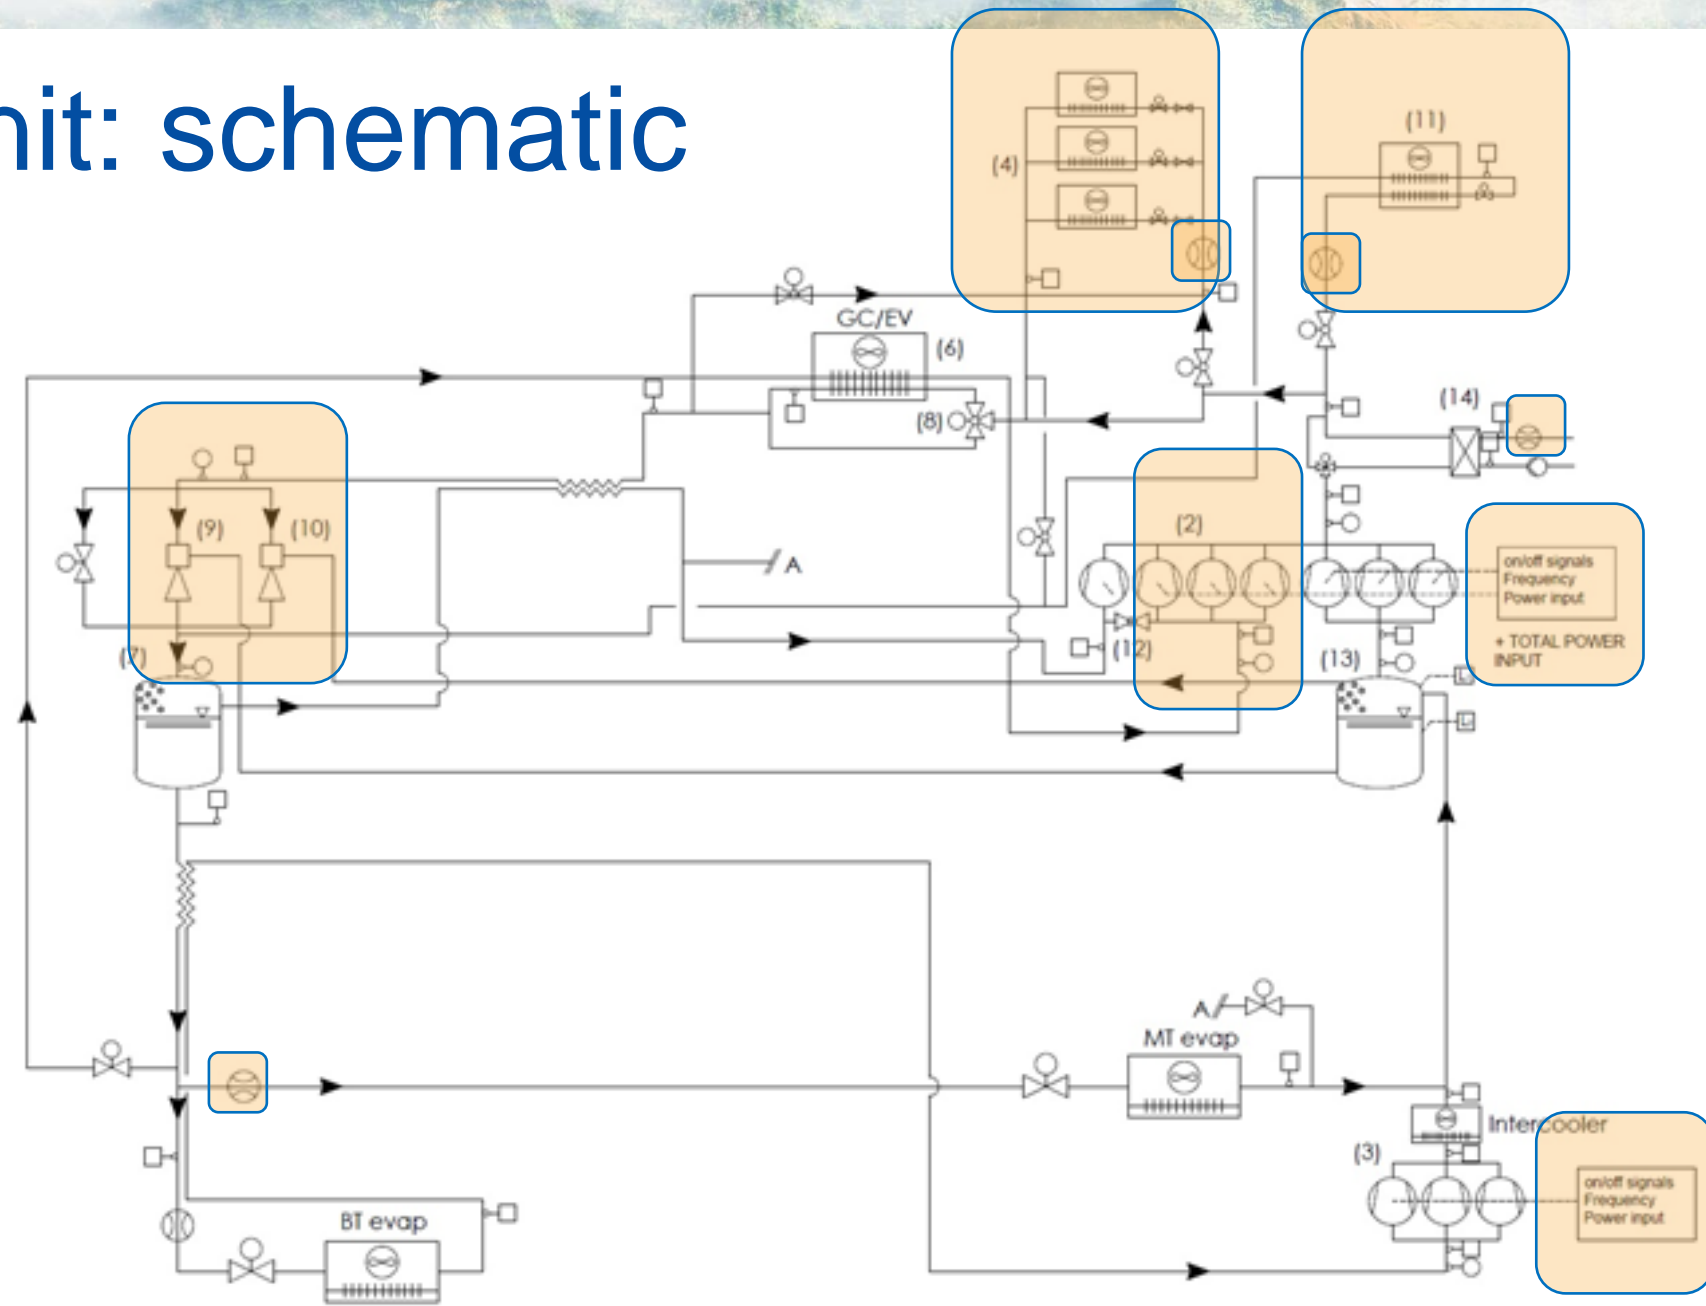 nit: schematic
(11)
(4)
GC/EV
(6)
(8)
(14)
(9)
(10)
(2)
A
on/off signals
Frequency
Power input
+ TOTAL POWER
INPUT
(7)
(12)
(13)
L
L
A
MT evap
Intercooler
(3)
on/off signals
Frequency
Power input
BT evap